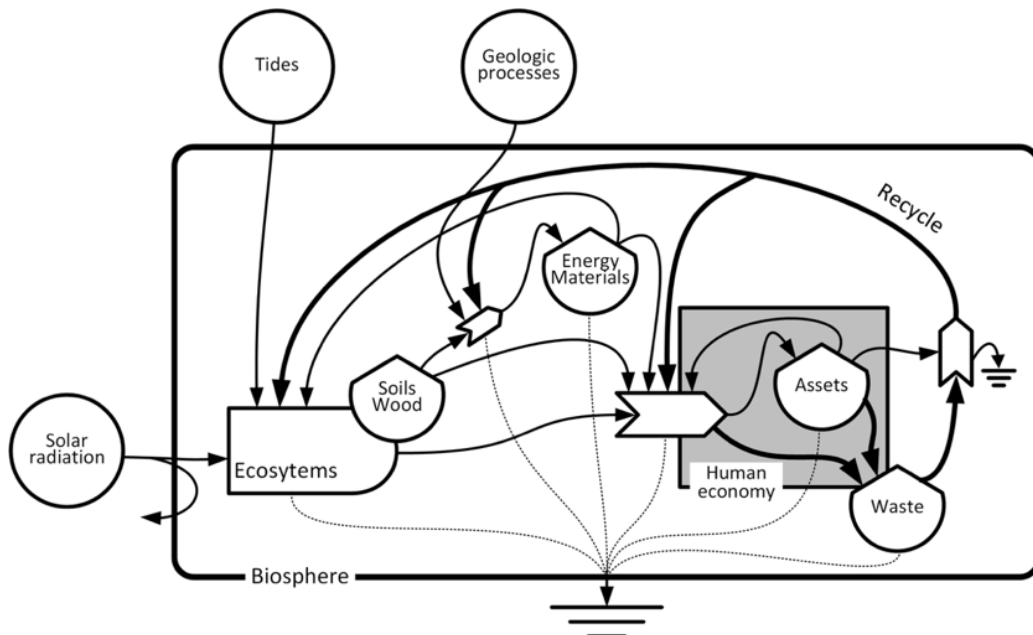 Tides
Geologic
processes
Recycle
Energy
Materials
Soils
Wood
Assets
Solar
radiation
Ecosytems
Human
economy
Waste
Biosphere